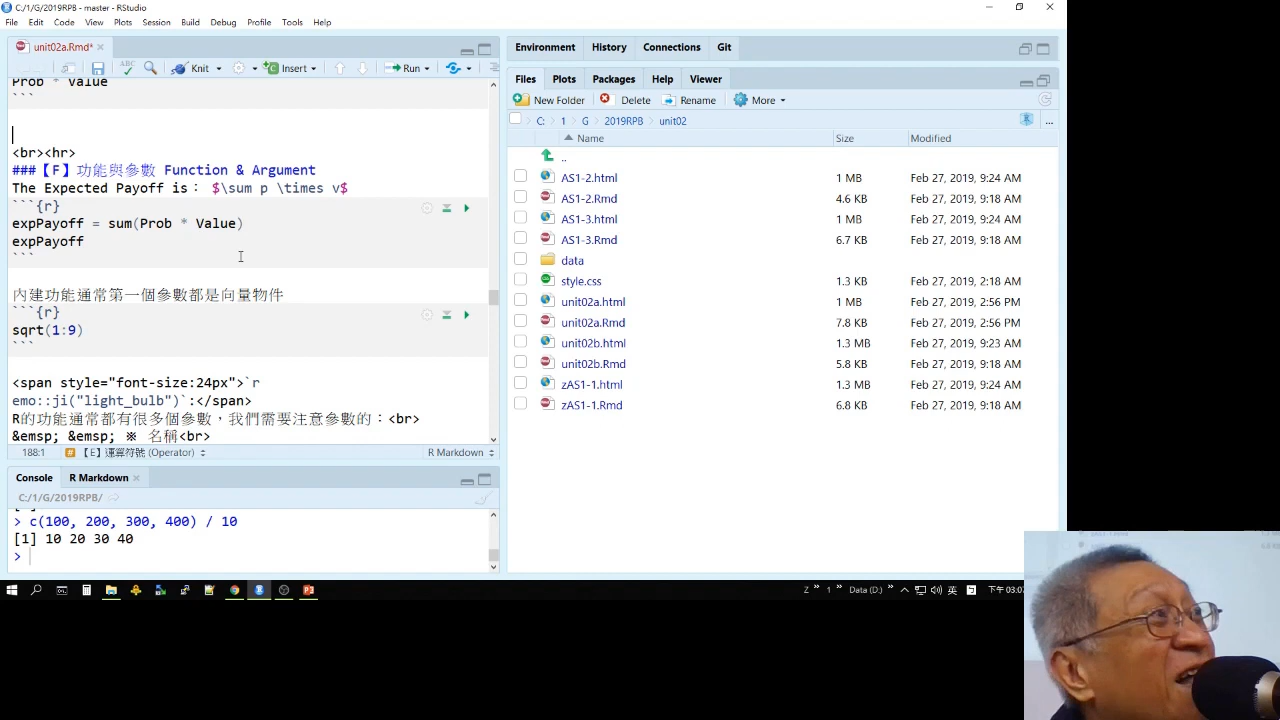 C:/1/G/2019RPB - master - RStudio
File Edit Code View Plots Session Build Debug Profile Tools Help
unit02a.Rmd*
ABC Knit Insert Run
Prob * Value
```
<br><hr>
###【F】功能與參數 Function & Argument
The Expected Payoff is： $\sum p \times v$
```{r}
expPayoff = sum(Prob * Value)
expPayoff
```
內建功能通常第一個參數都是向量物件
```{r}
sqrt(1:9)
```
<span style="font-size:24px">`r
emo::ji("light_bulb")`:</span>
R的功能通常都有很多個參數，我們需要注意參數的：<br>
&emsp; &emsp; ※ 名稱<br>
188:1 # 【E】運算符號 (Operator) R Markdown
Console R Markdown
C:/1/G/2019RPB/
> c(100, 200, 300, 400) / 10
[1] 10 20 30 40
>
Environment History Connections Git
Files Plots Packages Help Viewer
New Folder Delete Rename More
C: 1 G 2019RPB unit02 ...
Name Size Modified
..
AS1-2.html 1 MB Feb 27, 2019, 9:24 AM
AS1-2.Rmd 4.6 KB Feb 27, 2019, 9:18 AM
AS1-3.html 1 MB Feb 27, 2019, 9:24 AM
AS1-3.Rmd 6.7 KB Feb 27, 2019, 9:18 AM
data
style.css 1.3 KB Feb 27, 2019, 2:18 AM
unit02a.html 1 MB Feb 27, 2019, 2:56 PM
unit02a.Rmd 7.8 KB Feb 27, 2019, 2:56 PM
unit02b.html 1.3 MB Feb 27, 2019, 9:23 AM
unit02b.Rmd 5.8 KB Feb 27, 2019, 9:18 AM
zAS1-1.html 1.3 MB Feb 27, 2019, 9:24 AM
zAS1-1.Rmd 6.8 KB Feb 27, 2019, 9:18 AM
Z » 1 » Data (D:) » 英 下午 03:07